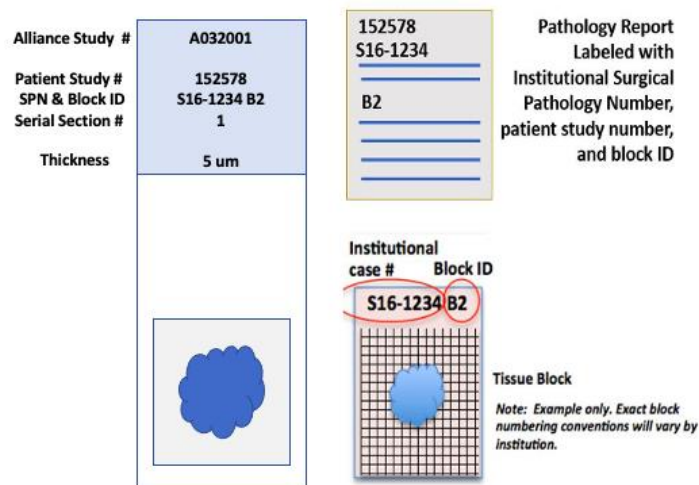 Alliance Study # A032001
Patient Study # 152578
SPN & Block ID S16-1234 B2
Serial Section # 1
Thickness 5 um
152578
S16-1234
B2
Pathology Report
Labeled with
Institutional Surgical
Pathology Number,
patient study number,
and block ID
Institutional
case # Block ID
S16-1234 B2
Tissue Block
Note: Example only. Exact block
numbering conventions will vary by
institution.